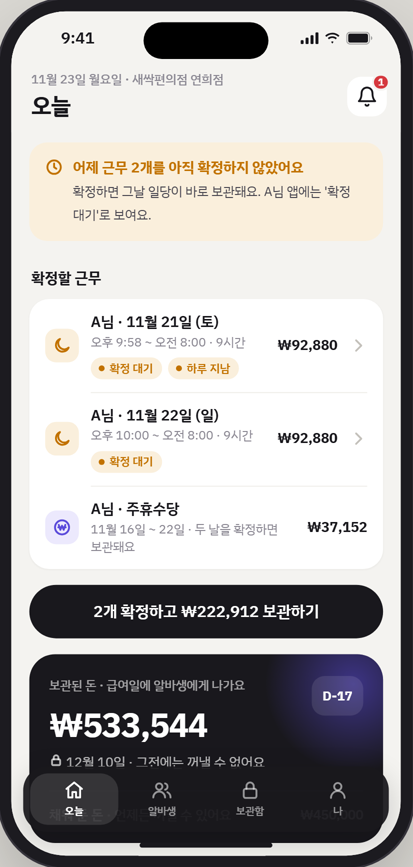 9:41
11월 23일 월요일 · 새싹편의점 연희점
오늘
1
어제 근무 2개를 아직 확정하지 않았어요
확정하면 그날 일당이 바로 보관돼요. A님 앱에는 '확정
대기'로 보여요.
확정할 근무
A님 · 11월 21일 (토)
오후 9:58 ~ 오전 8:00 · 9시간
₩92,880
확정 대기
하루 지남
A님 · 11월 22일 (일)
오후 10:00 ~ 오전 8:00 · 9시간
₩92,880
확정 대기
A님 · 주휴수당
11월 16일 ~ 22일 · 두 날을 확정하면
보관돼요
₩37,152
2개 확정하고 ₩222,912 보관하기
보관된 돈 · 급여일에 알바생에게 나가요
D-17
₩533,544
12월 10일 · 그전에는 꺼낼 수 없어요
오늘
알바생
보관함
나